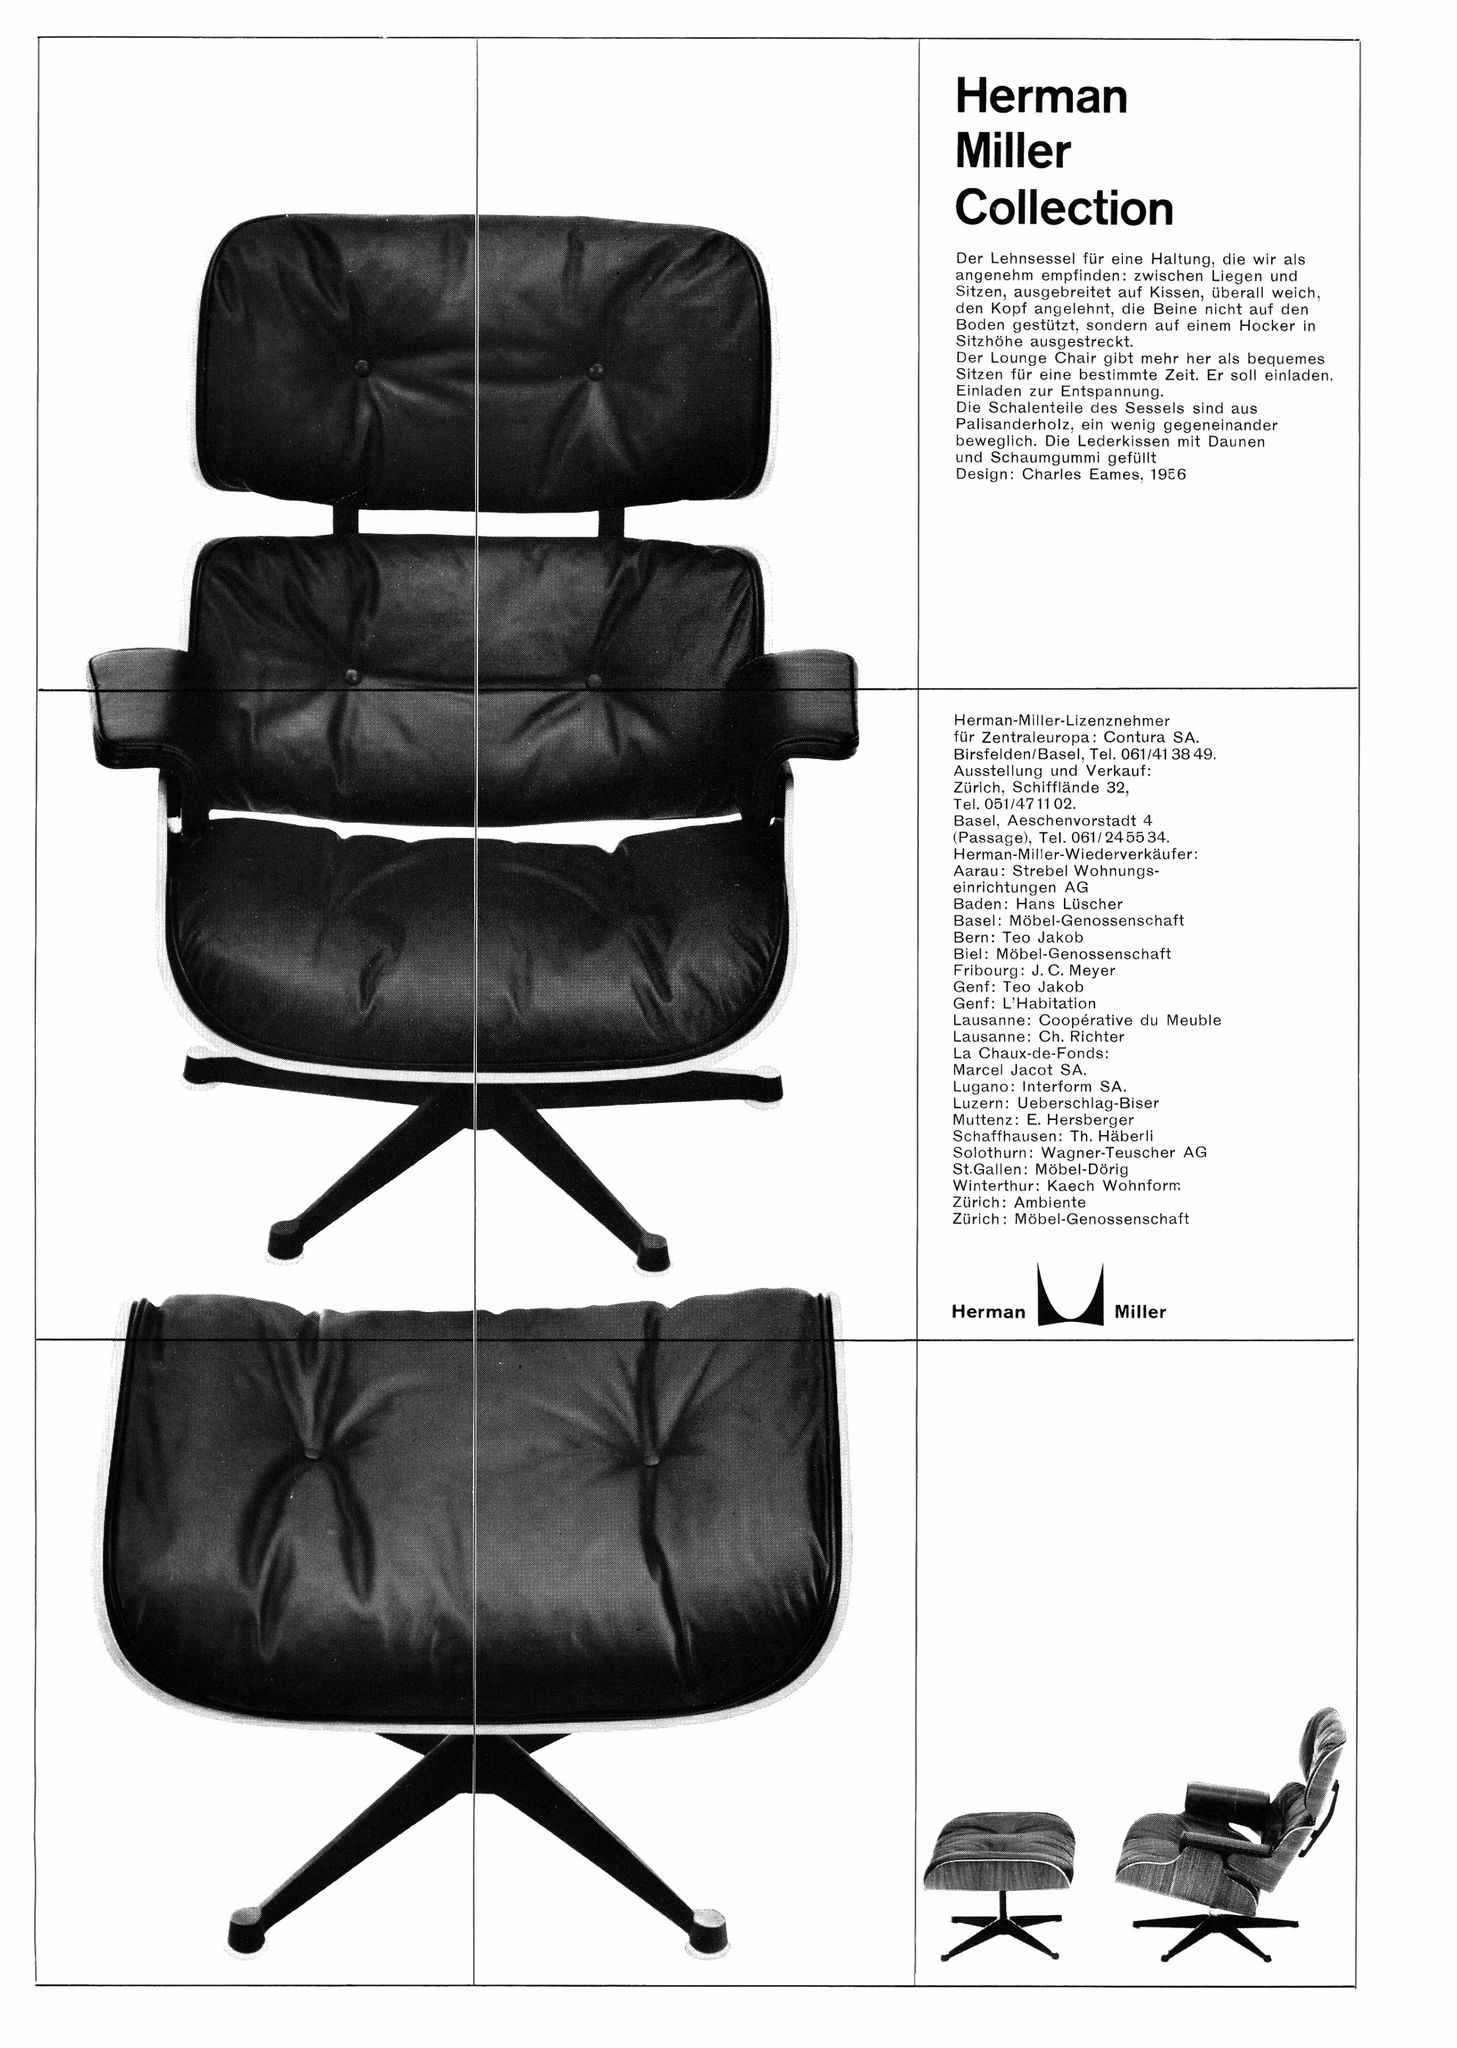 Herman
Miller
Collection
Der Lehnsessel für eine Haltung, die wir als
angenehm empfinden: zwischen Liegen und
Sitzen, ausgebreitet auf Kissen, überall weich,
den Kopf angelehnt, die Beine nicht auf den
Boden gestützt, sondern auf einem Hocker in
Sitzhöhe ausgestreckt.
Der Lounge Chair gibt mehr her als bequemes
Sitzen für eine bestimmte Zeit. Er soll einladen.
Einladen zur Entspannung.
Die Schalenteile des Sessels sind aus
Palisanderholz, ein wenig gegeneinander
beweglich. Die Lederkissen mit Daunen
und Schaumgummi gefüllt
Design: Charles Eames, 1956
Herman-Miller-Lizenznehmer
für Zentraleuropa: Contura SA.
Birsfelden/Basel, Tel. 061/41 38 49.
Ausstellung und Verkauf:
Zürich, Schifflände 32,
Tel. 051/47 11 02.
Basel, Aeschenvorstadt 4
(Passage), Tel. 061/24 55 34.
Herman-Miller-Wiederverkäufer:
Aarau: Strebel Wohnungs-
einrichtungen AG
Baden: Hans Lüscher
Basel: Möbel-Genossenschaft
Bern: Teo Jakob
Biel: Möbel-Genossenschaft
Fribourg: J. C. Meyer
Genf: Teo Jakob
Genf: L'Habitation
Lausanne: Coopérative du Meuble
Lausanne: Ch. Richter
La Chaux-de-Fonds:
Marcel Jacot SA.
Lugano: Interform SA.
Luzern: Ueberschlag-Biser
Muttenz: E. Hersberger
Schaffhausen: Th. Häberli
Solothurn: Wagner-Teuscher AG
St.Gallen: Möbel-Dörig
Winterthur: Kaech Wohnform
Zürich: Ambiente
Zürich: Möbel-Genossenschaft
Herman Miller